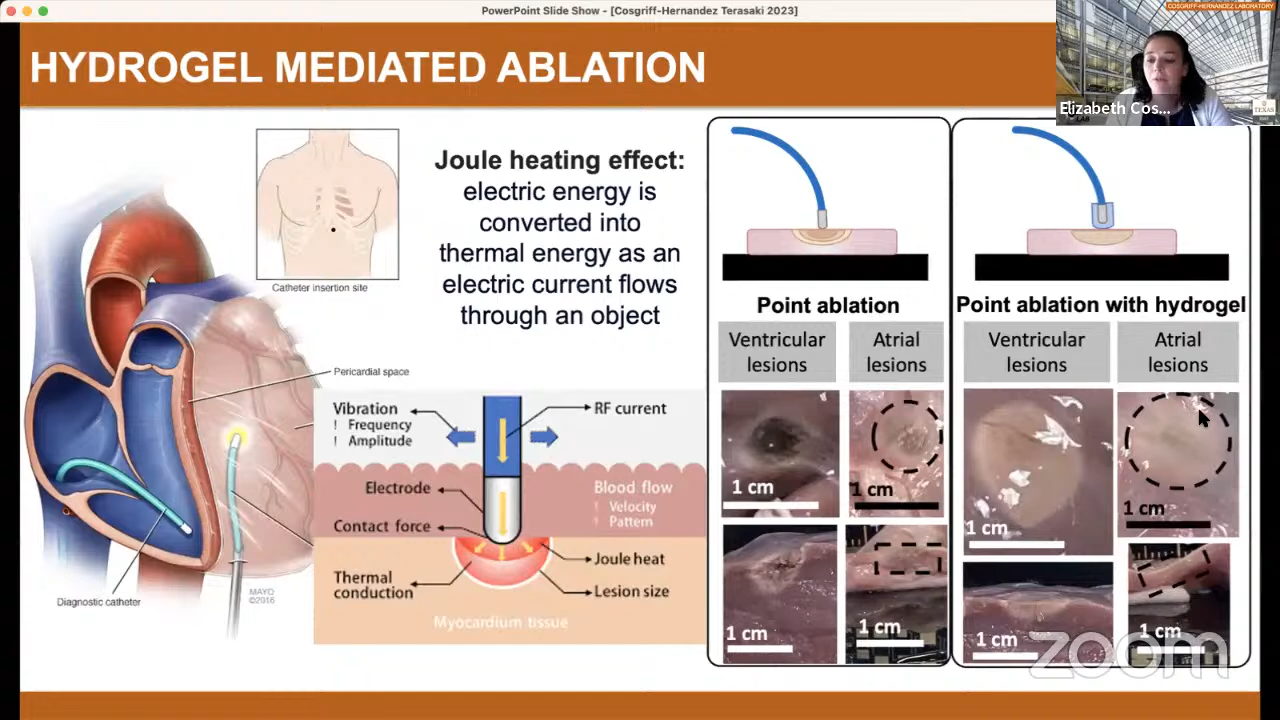 PowerPoint Slide Show - [Cosgriff-Hernandez Terasaki 2023]
COSGRIFF-HERNANDEZ LABORATORY
HYDROGEL MEDIATED ABLATION
Elizabeth Cos...
TEXAS
Catheter insertion site
Joule heating effect:
electric energy is
converted into
thermal energy as an
electric current flows
through an object
Pericardial space
Diagnostic catheter
MAYO
©2016
Vibration
Frequency
Amplitude
RF current
Electrode
Blood flow
Velocity
Pattern
Contact force
Joule heat
Thermal
conduction
Lesion size
Myocardium tissue
Point ablation
Ventricular
lesions
Atrial
lesions
1 cm
1 cm
1 cm
1 cm
Point ablation with hydrogel
Ventricular
lesions
Atrial
lesions
1 cm
1 cm
1 cm
1 cm
zoom